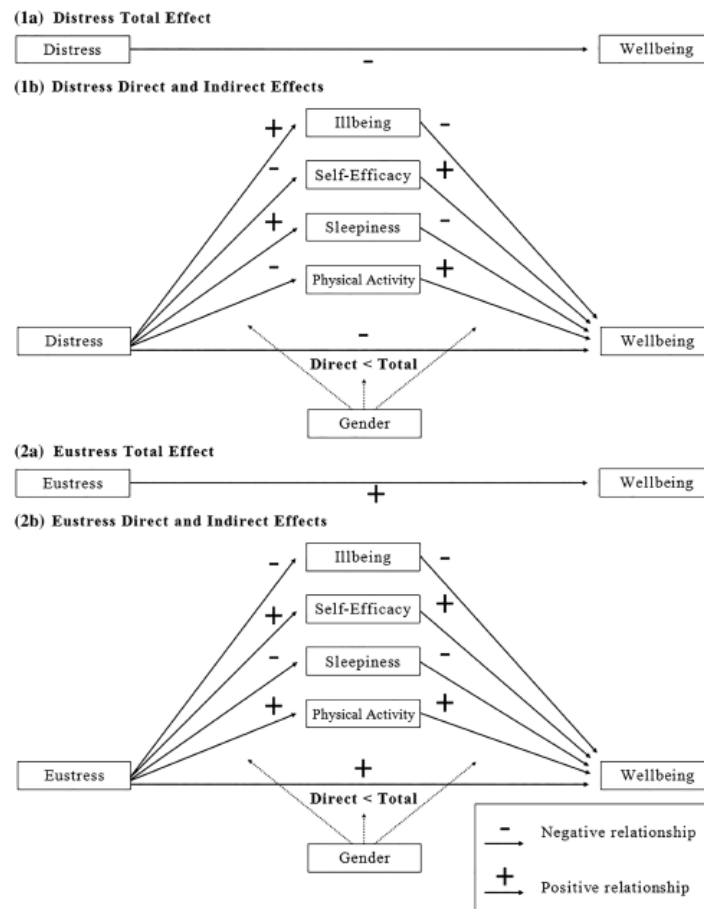 (1a) Distress Total Effect
Distress
Wellbeing
-
(1b) Distress Direct and Indirect Effects
+ Illbeing -
- Self-Efficacy +
+ Sleepiness -
- Physical Activity +
Distress - Wellbeing
Direct < Total
Gender
(2a) Eustress Total Effect
Eustress
Wellbeing
+
(2b) Eustress Direct and Indirect Effects
- Illbeing -
+ Self-Efficacy +
- Sleepiness -
+ Physical Activity +
Eustress + Wellbeing
Direct < Total
Gender
- Negative relationship
+ Positive relationship